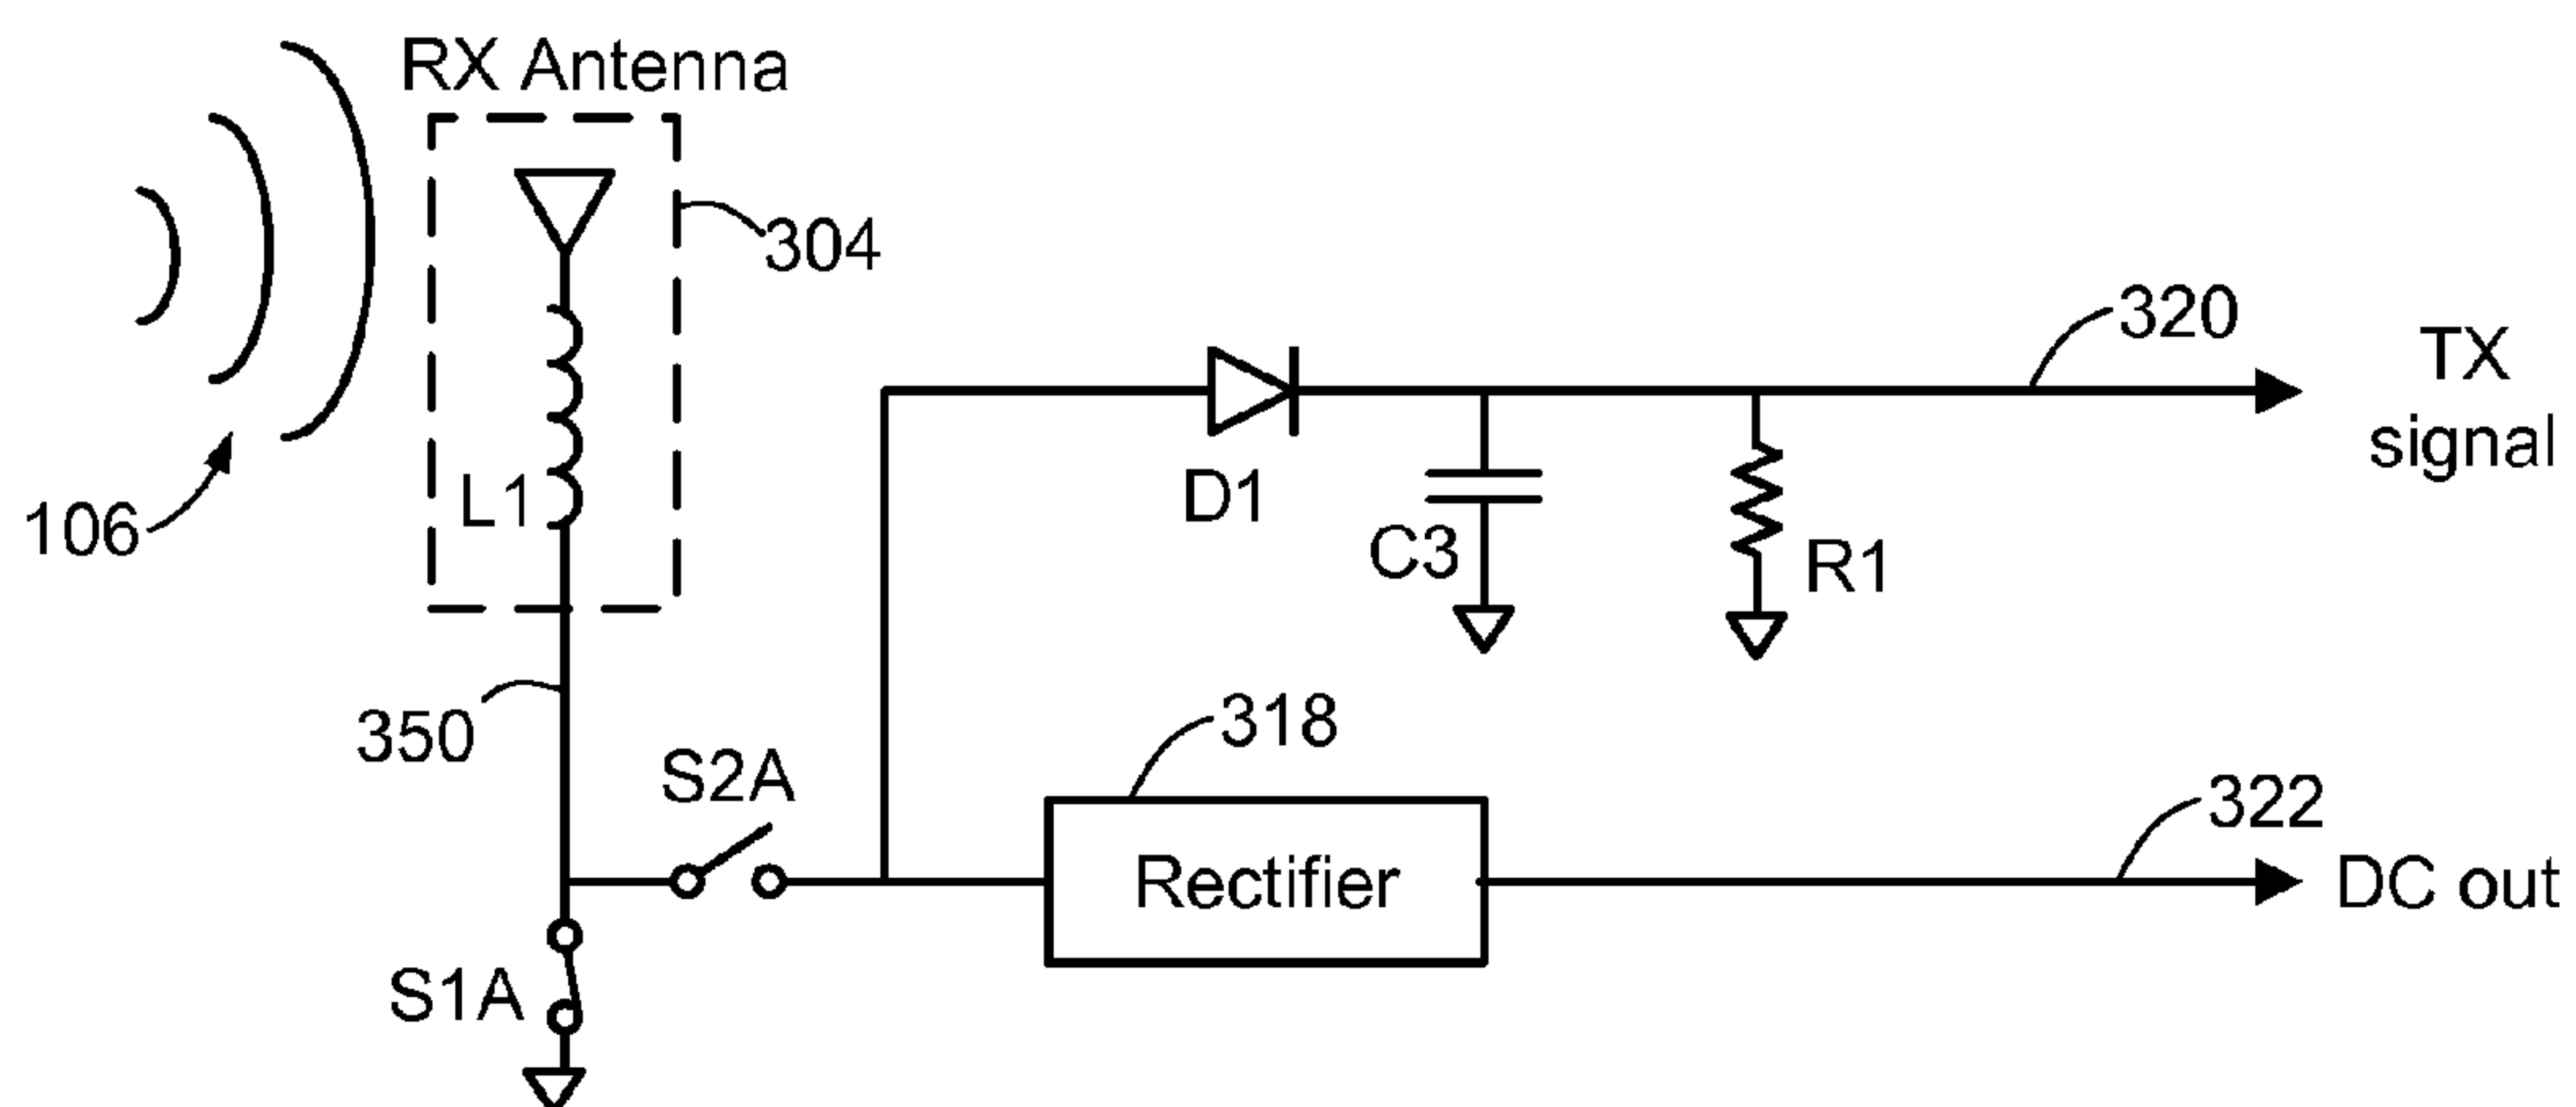 RX Antenna
304
320
TX
signal
L1
106
D1
C3
R1
350
318
S2A
322
Rectifier
DC out
S1A